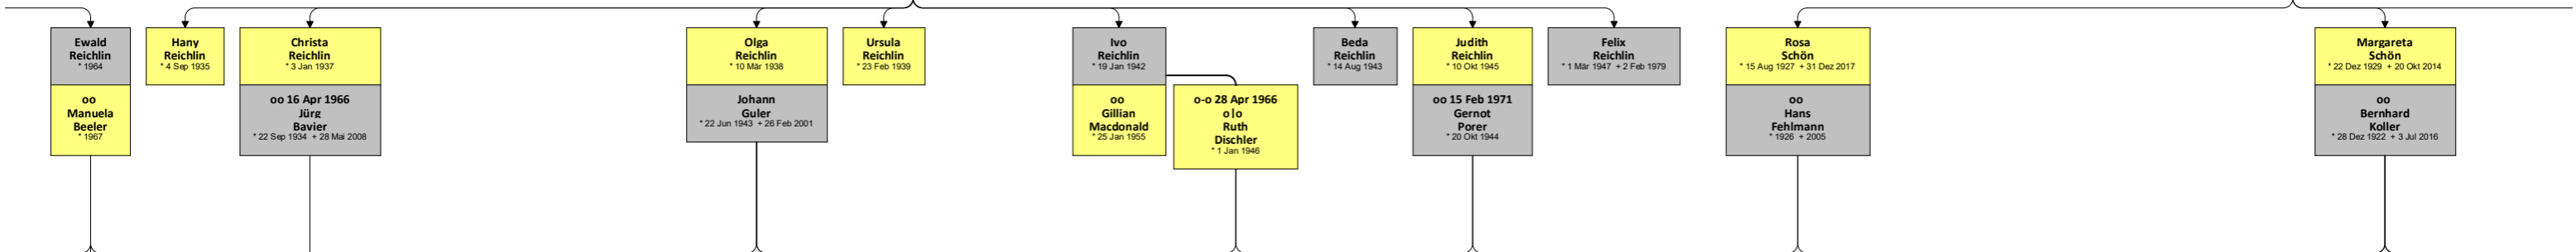 Ewald
Reichlin
* 1964
oo
Manuela
Beeler
* 1967
Hany
Reichlin
* 4 Sep 1935
Christa
Reichlin
* 3 Jan 1937
oo 16 Apr 1966
Jürg
Bavier
* 22 Sep 1934 + 28 Mai 2008
Olga
Reichlin
* 10 Mär 1938
Johann
Guler
* 22 Jun 1943 + 26 Feb 2001
Ursula
Reichlin
* 23 Feb 1939
Ivo
Reichlin
* 19 Jan 1942
oo
Gillian
Macdonald
* 25 Jan 1955
o-o 28 Apr 1966
o|o
Ruth
Dischler
* 1 Jan 1946
Beda
Reichlin
* 14 Aug 1943
Judith
Reichlin
* 10 Okt 1945
oo 15 Feb 1971
Gernot
Porer
* 20 Okt 1944
Felix
Reichlin
* 1 Mär 1947 + 2 Feb 1979
Rosa
Schön
* 15 Aug 1927 + 31 Dez 2017
oo
Hans
Fehlmann
* 1926 + 2005
Margareta
Schön
* 22 Dez 1929 + 20 Okt 2014
oo
Bernhard
Koller
* 28 Dez 1922 + 3 Jul 2016